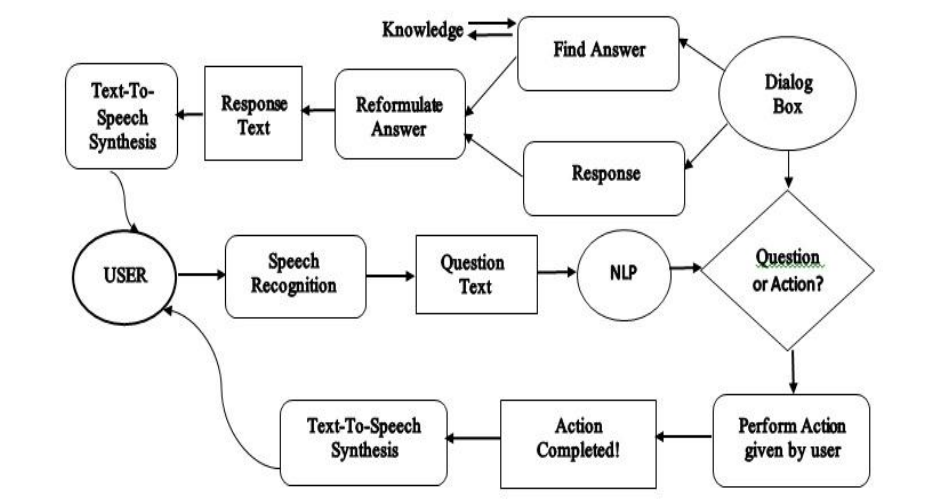 Knowledge
Find Answer
Dialog
Box
Text-To-
Speech
Synthesis
Response
Text
Reformulate
Answer
Response
USER
Speech
Recognition
Question
Text
NLP
Question
or Action?
Text-To-Speech
Synthesis
Action
Completed!
Perform Action
given by user